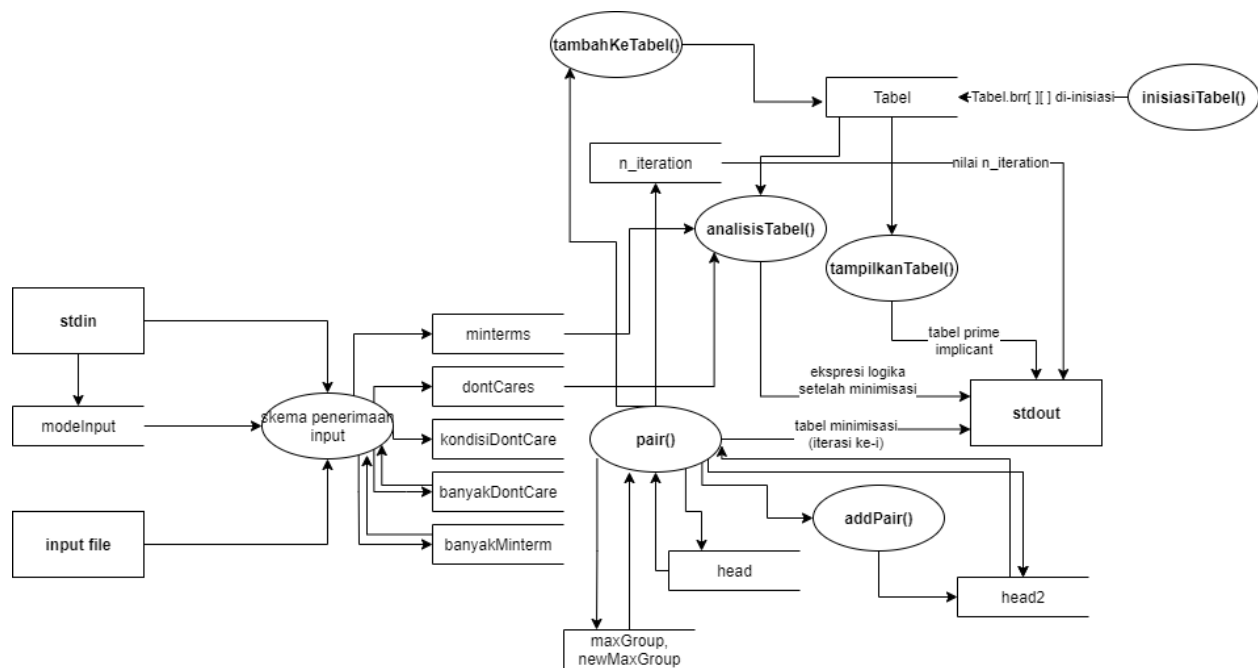 tambahKeTabel()
Tabel
Tabel.brr[ ][ ] di-inisiasi
inisiasiTabel()
n_iteration
nilai n_iteration
analisisTabel()
tampilkanTabel()
stdin
minterms
tabel prime
implicant
dontCares
ekspresi logika
setelah minimisasi
modeInput
skema penerimaan
input
kondisiDontCare
pair()
tabel minimisasi
(iterasi ke-i)
stdout
banyakDontCare
addPair()
input file
banyakMinterm
head
head2
maxGroup,
newMaxGroup